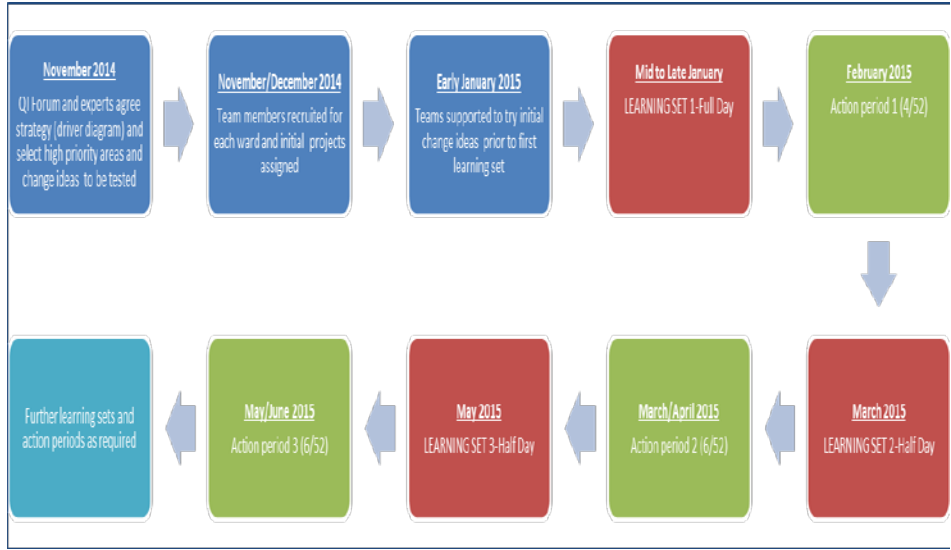 November 2014
QI Forum and experts agree
strategy (driver diagram) and
select high priority areas and
change ideas to be tested
November/December 2014
Team members recruited for
each ward and initial projects
assigned
Early January 2015
Teams supported to try initial
change ideas prior to first
learning set
Mid to Late January
LEARNING SET 1-Full Day
February 2015
Action period 1 (4/52)
March 2015
LEARNING SET 2-Half Day
March/April 2015
Action period 2 (6/52)
May 2015
LEARNING SET 3-Half Day
May/June 2015
Action period 3 (6/52)
Further learning sets and
action periods as required